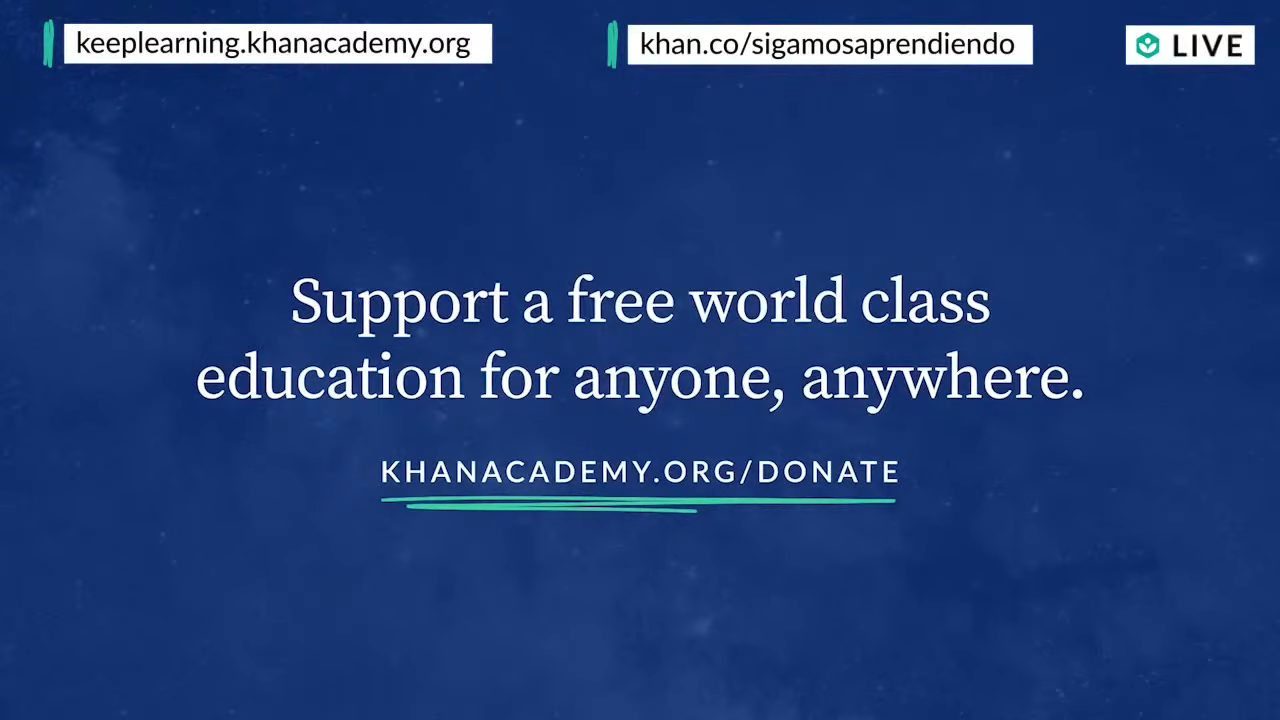 keeplearning.khanacademy.org
khan.co/sigamosaprendiendo
LIVE
Support a free world class
education for anyone, anywhere.
KHANACADEMY.ORG/DONATE